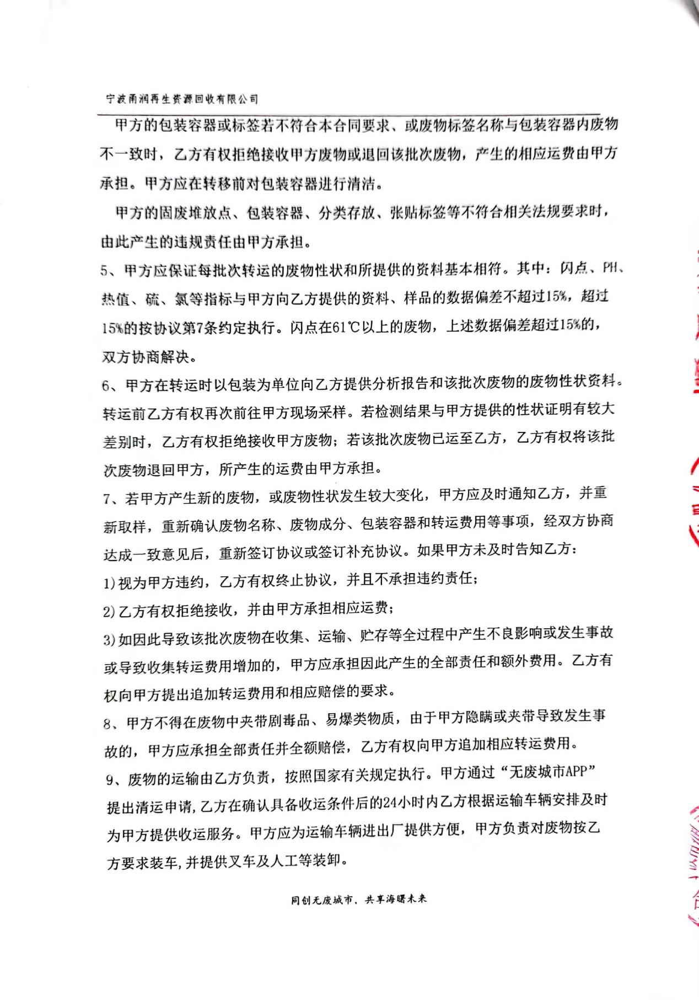 宁波甬润再生资源回收有限公司
甲方的包装容器或标签若不符合本合同要求、或废物标签名称与包装容器内废物
不一致时，乙方有权拒绝接收甲方废物或退回该批次废物，产生的相应运费由甲方
承担。甲方应在转移前对包装容器进行清洁。
甲方的固废堆放点、包装容器、分类存放、张贴标签等不符合相关法规要求时，
由此产生的违规责任由甲方承担。
5、甲方应保证每批次转运的废物性状和所提供的资料基本相符。其中：闪点、PH、
热值、硫、氯等指标与甲方向乙方提供的资料、样品的数据偏差不超过15%，超过
15%的按协议第7条约定执行。闪点在61℃以上的废物，上述数据偏差超过15%的，
双方协商解决。
6、甲方在转运时以包装为单位向乙方提供分析报告和该批次废物的废物性状资料。
转运前乙方有权再次前往甲方现场采样。若检测结果与甲方提供的性状证明有较大
差别时，乙方有权拒绝接收甲方废物；若该批次废物已运至乙方，乙方有权将该批
次废物退回甲方，所产生的运费由甲方承担。
7、若甲方产生新的废物，或废物性状发生较大变化，甲方应及时通知乙方，并重
新取样，重新确认废物名称、废物成分、包装容器和转运费用等事项，经双方协商
达成一致意见后，重新签订协议或签订补充协议。如果甲方未及时告知乙方：
1)视为甲方违约，乙方有权终止协议，并且不承担违约责任；
2)乙方有权拒绝接收，并由甲方承担相应运费；
3)如因此导致该批次废物在收集、运输、贮存等全过程中产生不良影响或发生事故
或导致收集转运费用增加的，甲方应承担因此产生的全部责任和额外费用。乙方有
权向甲方提出追加转运费用和相应赔偿的要求。
8、甲方不得在废物中夹带剧毒品、易爆类物质，由于甲方隐瞒或夹带导致发生事
故的，甲方应承担全部责任并全额赔偿，乙方有权向甲方追加相应转运费用。
9、废物的运输由乙方负责，按照国家有关规定执行。甲方通过“无废城市APP”
提出清运申请,乙方在确认具备收运条件后的24小时内乙方根据运输车辆安排及时
为甲方提供收运服务。甲方应为运输车辆进出厂提供方便，甲方负责对废物按乙
方要求装车,并提供叉车及人工等装卸。
同创无废城市、共享海曙未来